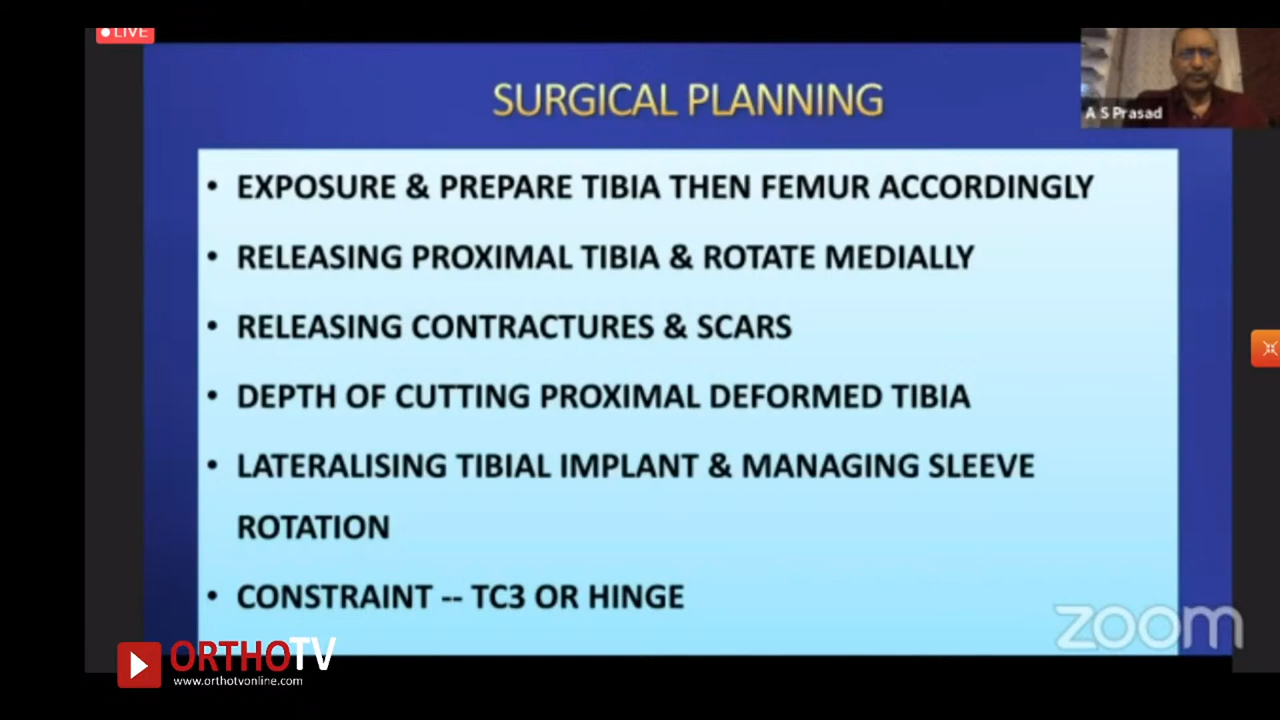 LIVE
SURGICAL PLANNING
A S Prasad
• EXPOSURE & PREPARE TIBIA THEN FEMUR ACCORDINGLY
• RELEASING PROXIMAL TIBIA & ROTATE MEDIALLY
• RELEASING CONTRACTURES & SCARS
• DEPTH OF CUTTING PROXIMAL DEFORMED TIBIA
• LATERALISING TIBIAL IMPLANT & MANAGING SLEEVE
ROTATION
• CONSTRAINT -- TC3 OR HINGE
zoom
ORTHOTV
www.orthotvonline.com